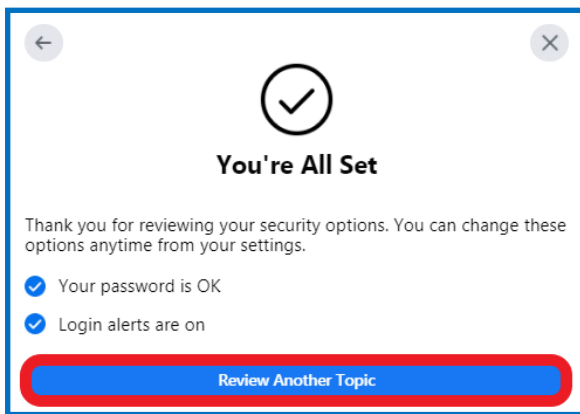 You're All Set
Thank you for reviewing your security options. You can change these
options anytime from your settings.
Your password is OK
Login alerts are on
Review Another Topic